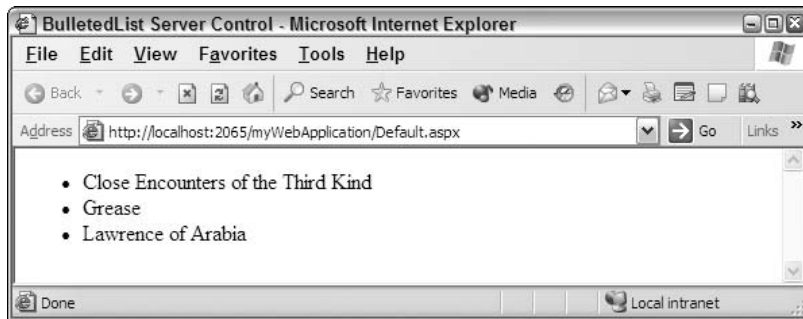 BulletedList Server Control - Microsoft Internet Explorer
File Edit View Favorites Tools Help
Back Search Favorites Media
Address http://localhost:2065/myWebApplication/Default.aspx Go Links »
• Close Encounters of the Third Kind
• Grease
• Lawrence of Arabia
Done Local intranet